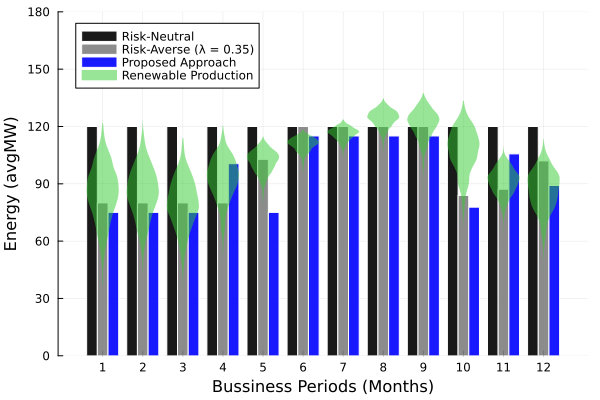 180
150
120
90
60
30
0
Energy (avgMW)
Risk-Neutral
Risk-Averse (λ = 0.35)
Proposed Approach
Renewable Production
1 2 3 4 5 6 7 8 9 10 11 12
Bussiness Periods (Months)